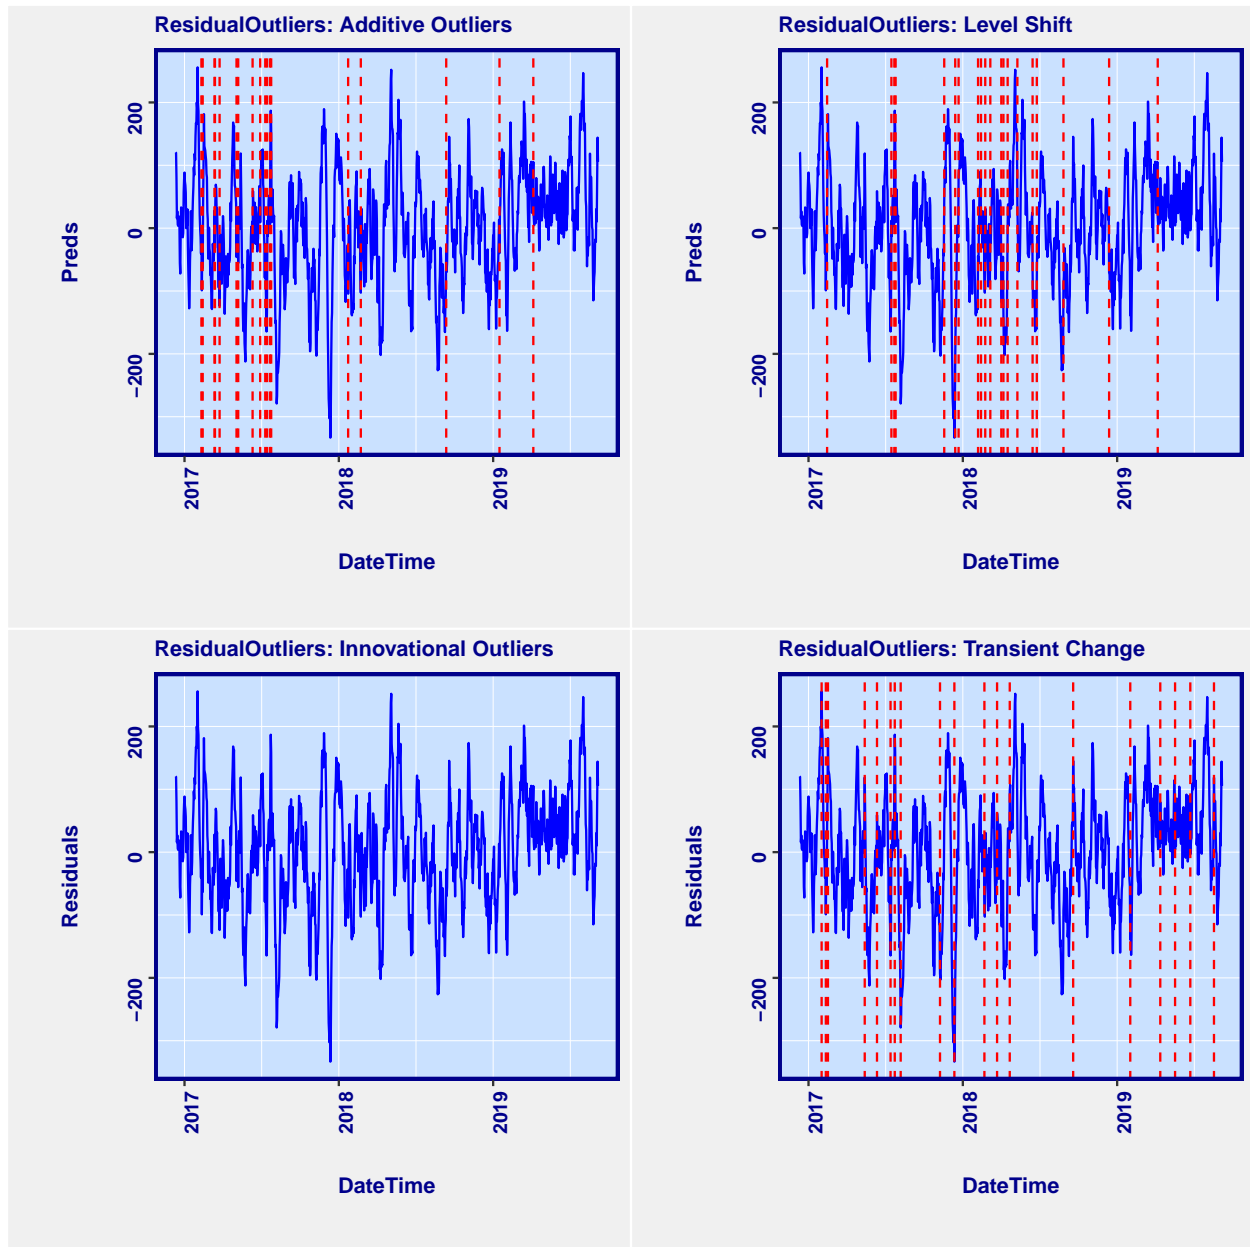 ResidualOutliers: Additive Outliers
Preds
200
0
−200
2017
2018
2019
DateTime
ResidualOutliers: Level Shift
Preds
200
0
−200
2017
2018
2019
DateTime
ResidualOutliers: Innovational Outliers
Residuals
200
0
−200
2017
2018
2019
DateTime
ResidualOutliers: Transient Change
Residuals
200
0
−200
2017
2018
2019
DateTime